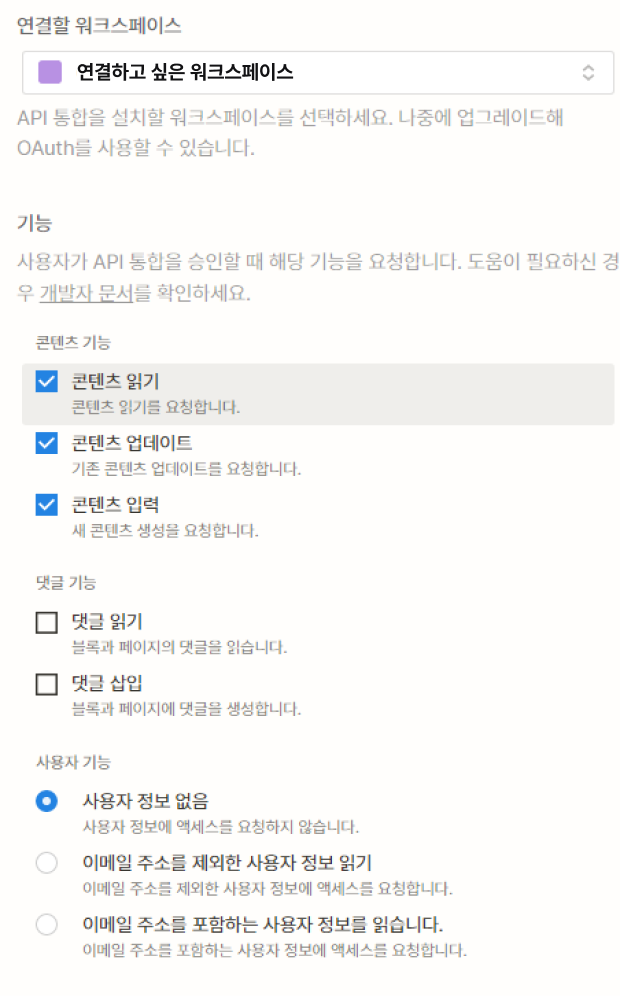 연결할 워크스페이스
연결하고 싶은 워크스페이스
API 통합을 설치할 워크스페이스를 선택하세요. 나중에 업그레이드해
OAuth를 사용할 수 있습니다.
기능
사용자가 API 통합을 승인할 때 해당 기능을 요청합니다. 도움이 필요하신 경
우 개발자 문서를 확인하세요.
콘텐츠 기능
콘텐츠 읽기
콘텐츠 읽기를 요청합니다.
콘텐츠 업데이트
기존 콘텐츠 업데이트를 요청합니다.
콘텐츠 입력
새 콘텐츠 생성을 요청합니다.
댓글 기능
댓글 읽기
블록과 페이지의 댓글을 읽습니다.
댓글 삽입
블록과 페이지에 댓글을 생성합니다.
사용자 기능
사용자 정보 없음
사용자 정보에 액세스를 요청하지 않습니다.
이메일 주소를 제외한 사용자 정보 읽기
이메일 주소를 제외한 사용자 정보에 액세스를 요청합니다.
이메일 주소를 포함하는 사용자 정보를 읽습니다.
이메일 주소를 포함하는 사용자 정보에 액세스를 요청합니다.